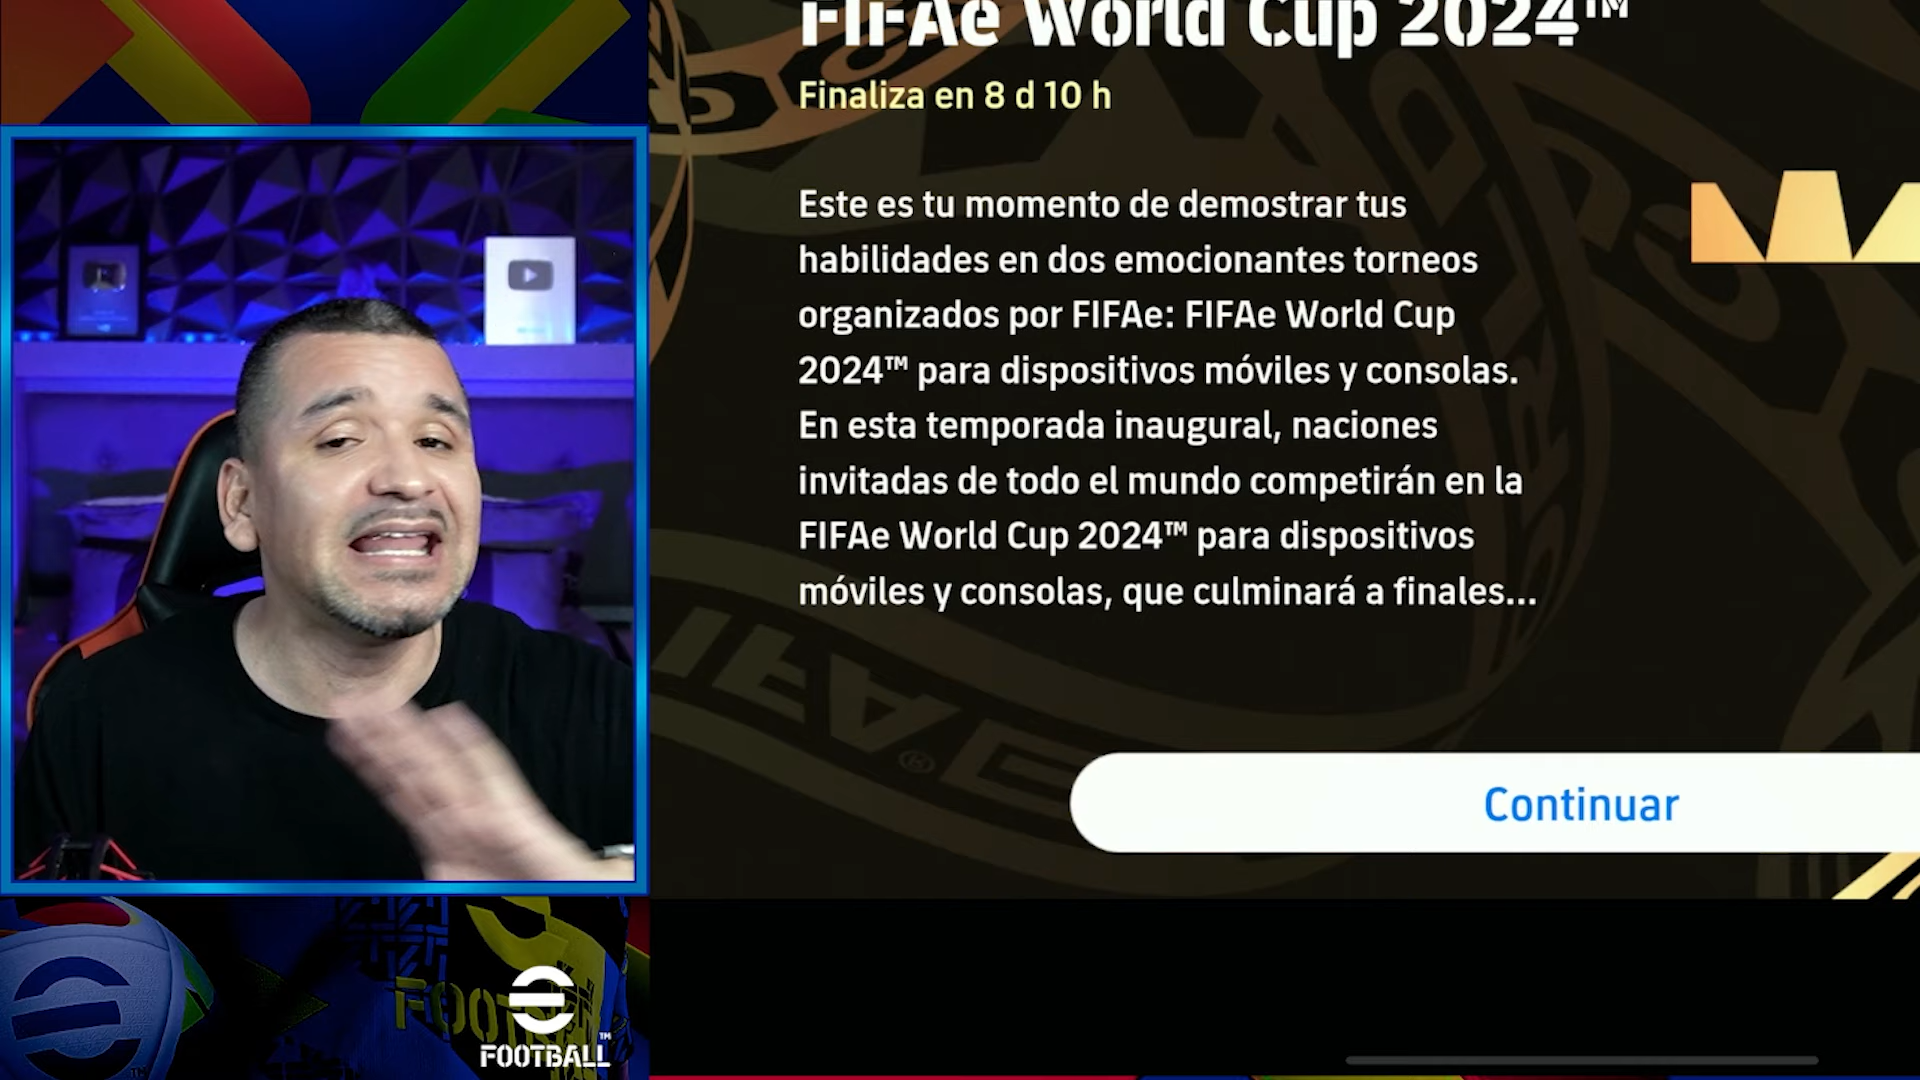 FIFAe World Cup 2024™
Finaliza en 8 d 10 h
Este es tu momento de demostrar tus
habilidades en dos emocionantes torneos
organizados por FIFAe: FIFAe World Cup
2024™ para dispositivos móviles y consolas.
En esta temporada inaugural, naciones
invitadas de todo el mundo competirán en la
FIFAe World Cup 2024™ para dispositivos
móviles y consolas, que culminará a finales...
Continuar
FOOTBALL™